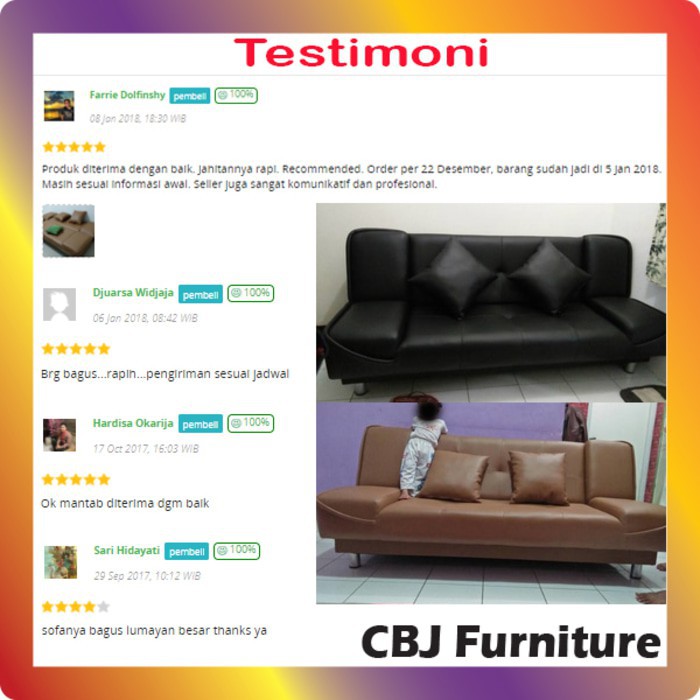 Testimoni
Farrie Dolfinshy pembeli 100%
08 Jan 2018, 18:30 WIB
Produk diterima dengan baik. Jahitannya rapi. Recommended. Order per 22 Desember, barang sudah jadi di 5 Jan 2018.
Masih sesuai informasi awal. Seller juga sangat komunikatif dan profesional.
Djuarsa Widjaja pembeli 100%
06 Jan 2018, 08:42 WIB
Brg bagus...rapih...pengiriman sesuai jadwal
Hardisa Okarija pembeli 100%
17 Oct 2017, 16:03 WIB
Ok mantab diterima dgm baik
Sari Hidayati pembeli 100%
29 Sep 2017, 10:12 WIB
sofanya bagus lumayan besar thanks ya
CBJ Furniture